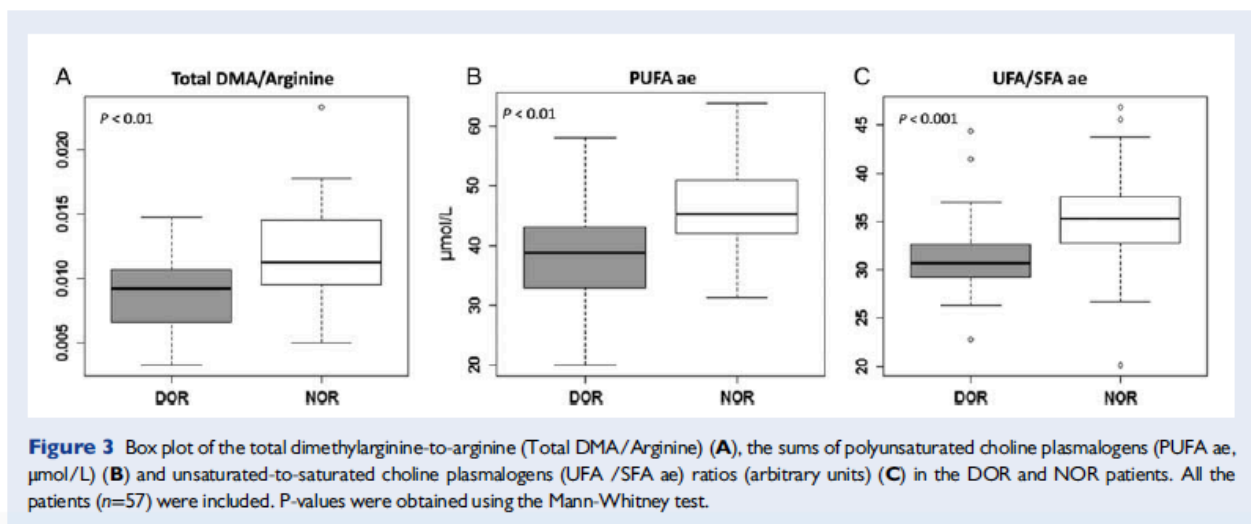 A Total DMA/Arginine
B PUFA ae
C UFA/SFA ae
P < 0.01
0.020
0.015
0.010
0.005
DOR NOR
P < 0.01
μmol/L
60
50
40
30
20
DOR NOR
P < 0.001
45
40
35
30
25
20
DOR NOR
Figure 3 Box plot of the total dimethylarginine-to-arginine (Total DMA/Arginine) (A), the sums of polyunsaturated choline plasmalogens (PUFA ae,
μmol/L) (B) and unsaturated-to-saturated choline plasmalogens (UFA /SFA ae) ratios (arbitrary units) (C) in the DOR and NOR patients. All the
patients (n=57) were included. P-values were obtained using the Mann-Whitney test.